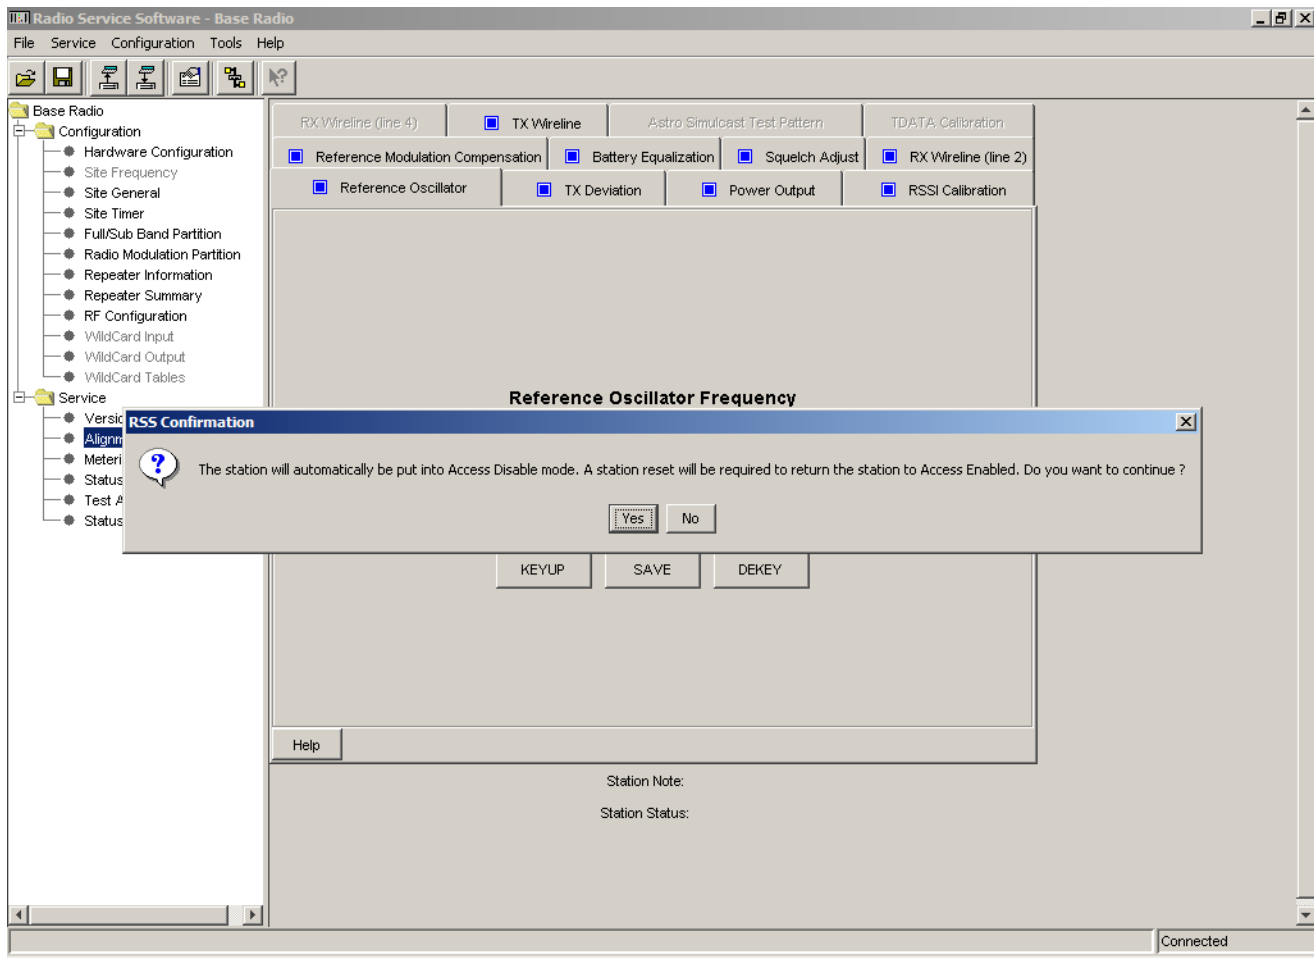 Radio Service Software - Base Radio
File Service Configuration Tools Help
Base Radio
Configuration
Hardware Configuration
Site Frequency
Site General
Site Timer
Full/Sub Band Partition
Radio Modulation Partition
Repeater Information
Repeater Summary
RF Configuration
WildCard Input
WildCard Output
WildCard Tables
Service
Versio
Alignm
Meteri
Status
Test A
Status
RX Wireline (line 4) TX Wireline Astro Simulcast Test Pattern TDATA Calibration
Reference Modulation Compensation Battery Equalization Squelch Adjust RX Wireline (line 2)
Reference Oscillator TX Deviation Power Output RSSI Calibration
Reference Oscillator Frequency
RSS Confirmation
The station will automatically be put into Access Disable mode. A station reset will be required to return the station to Access Enabled. Do you want to continue ?
Yes No
KEYUP SAVE DEKEY
Help
Station Note:
Station Status:
Connected